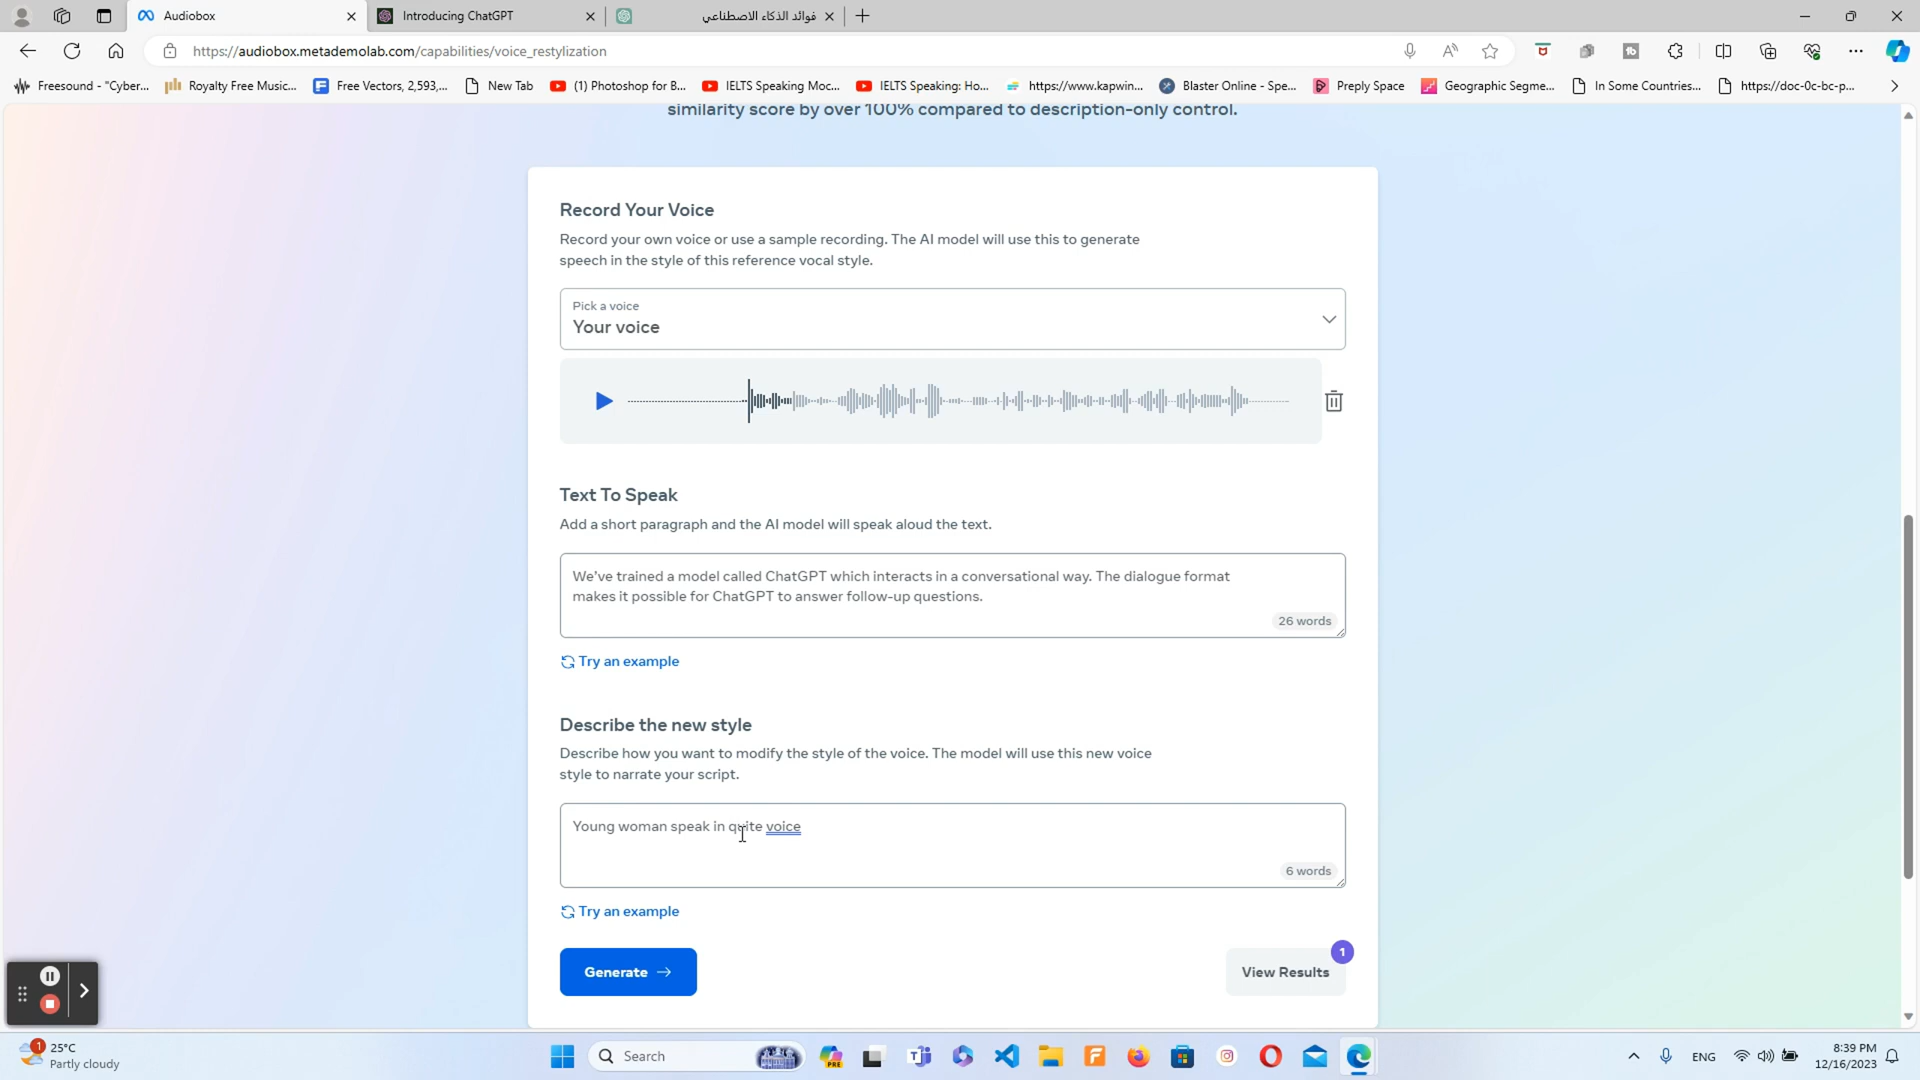 Audiobox
Introducing ChatGPT
فوائد الذكاء الاصطناعي
https://audiobox.metademolab.com/capabilities/voice_restylization
Freesound - "Cyber...
Royalty Free Music...
Free Vectors, 2,593,...
New Tab
(1) Photoshop for B...
IELTS Speaking Moc...
IELTS Speaking: Ho...
https://www.kapwin...
Blaster Online - Spe...
Preply Space
Geographic Segme...
In Some Countries...
https://doc-0c-bc-p...
similarity score by over 100% compared to description-only control.
Record Your Voice
Record your own voice or use a sample recording. The AI model will use this to generate
speech in the style of this reference vocal style.
Pick a voice
Your voice
Text To Speak
Add a short paragraph and the AI model will speak aloud the text.
We've trained a model called ChatGPT which interacts in a conversational way. The dialogue format
makes it possible for ChatGPT to answer follow-up questions.
26 words
Try an example
Describe the new style
Describe how you want to modify the style of the voice. The model will use this new voice
style to narrate your script.
Young woman speak in quite voice
6 words
Try an example
Generate
1
View Results
1
25°C
Partly cloudy
Search
PRE
ENG
8:39 PM
12/16/2023